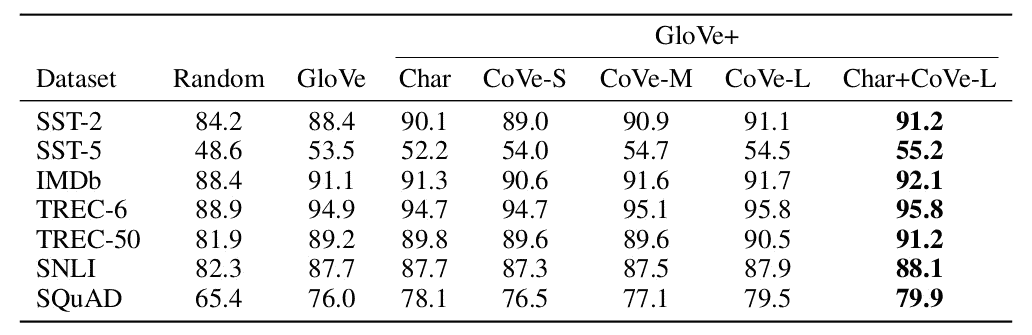 GloVe+
Dataset Random GloVe Char CoVe-S CoVe-M CoVe-L Char+CoVe-L
SST-2 84.2 88.4 90.1 89.0 90.9 91.1 91.2
SST-5 48.6 53.5 52.2 54.0 54.7 54.5 55.2
IMDb 88.4 91.1 91.3 90.6 91.6 91.7 92.1
TREC-6 88.9 94.9 94.7 94.7 95.1 95.8 95.8
TREC-50 81.9 89.2 89.8 89.6 89.6 90.5 91.2
SNLI 82.3 87.7 87.7 87.3 87.5 87.9 88.1
SQuAD 65.4 76.0 78.1 76.5 77.1 79.5 79.9